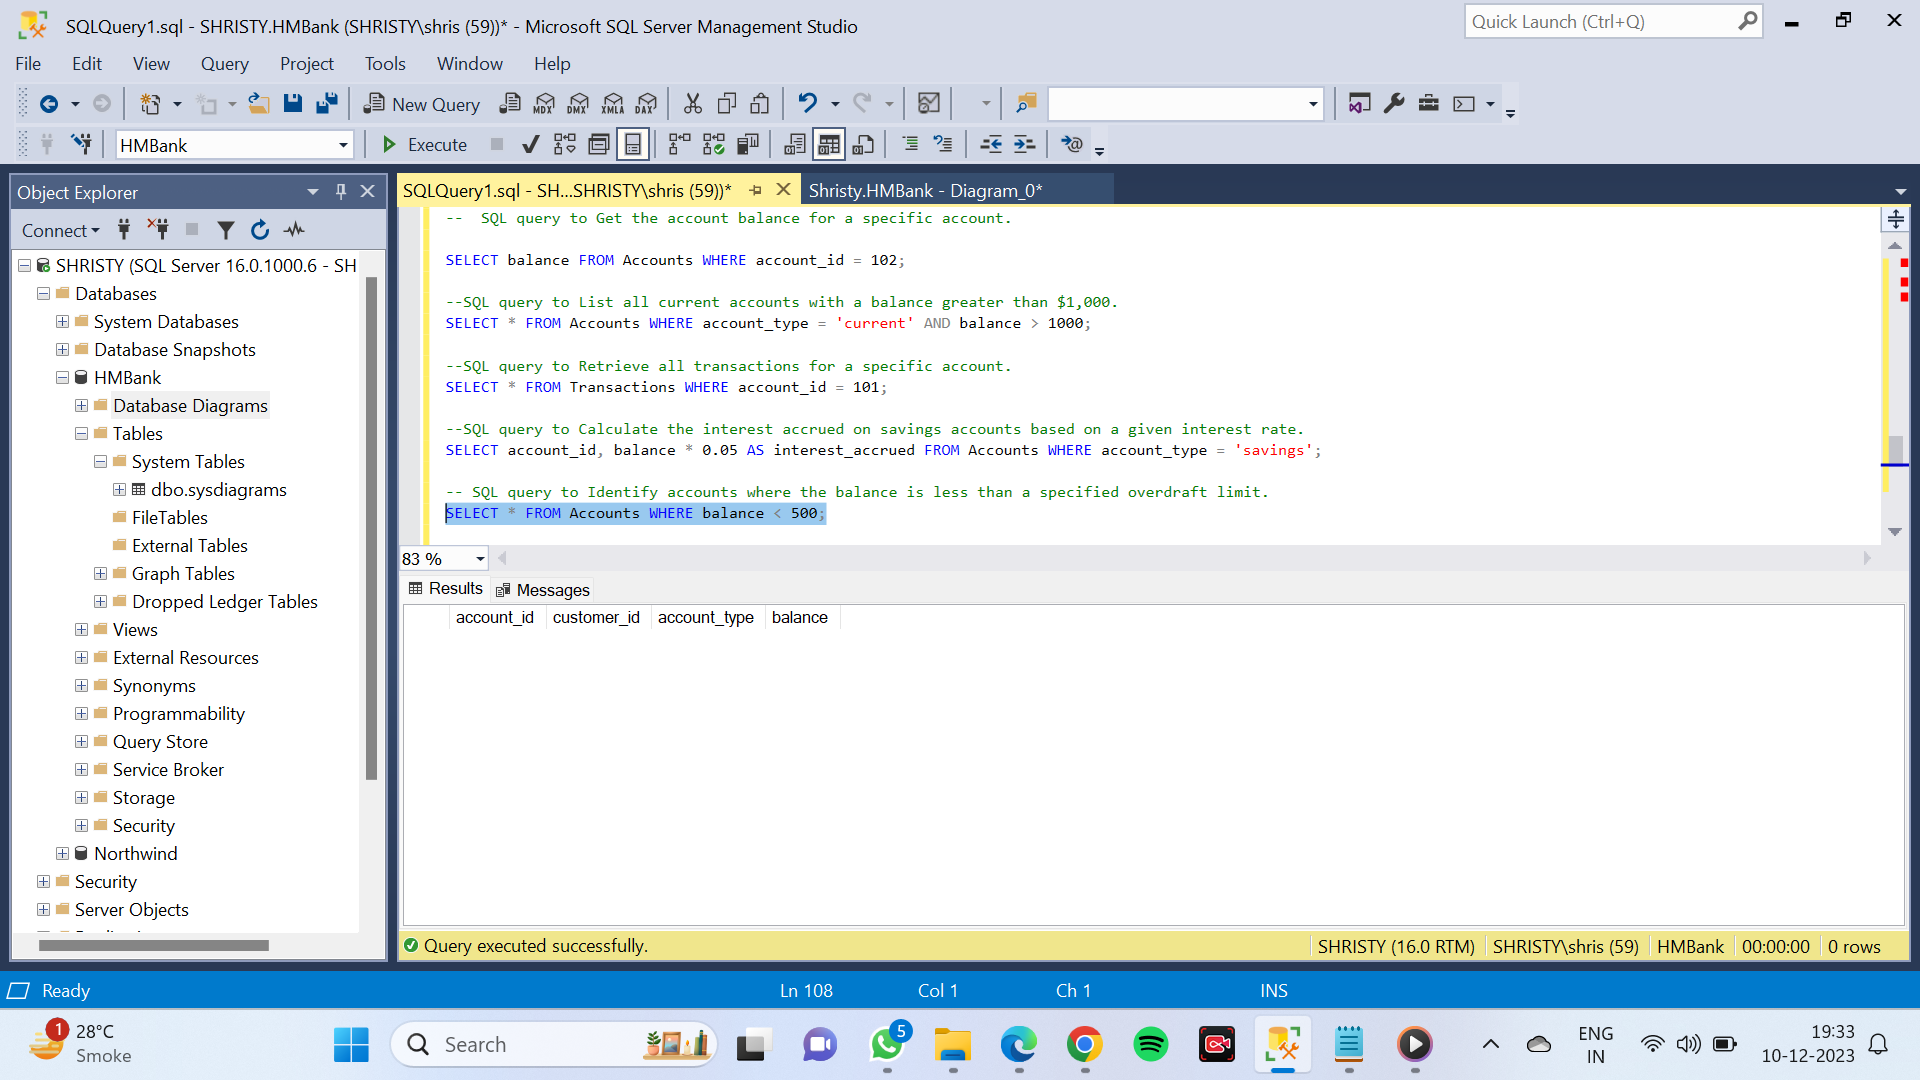 SQLQuery1.sql - SHRISTY.HMBank (SHRISTY\shris (59))* - Microsoft SQL Server Management Studio
Quick Launch (Ctrl+Q)
File Edit View Query Project Tools Window Help
New Query MDX DMX XMLA DAX
HMBank Execute
Object Explorer
SQLQuery1.sql - SH...SHRISTY\shris (59))* Shristy.HMBank - Diagram_0*
Connect
SHRISTY (SQL Server 16.0.1000.6 - SH
Databases
System Databases
Database Snapshots
HMBank
Database Diagrams
Tables
System Tables
dbo.sysdiagrams
FileTables
External Tables
Graph Tables
Dropped Ledger Tables
Views
External Resources
Synonyms
Programmability
Query Store
Service Broker
Storage
Security
Northwind
Security
Server Objects
-- SQL query to Get the account balance for a specific account.
SELECT balance FROM Accounts WHERE account_id = 102;
--SQL query to List all current accounts with a balance greater than $1,000.
SELECT * FROM Accounts WHERE account_type = 'current' AND balance > 1000;
--SQL query to Retrieve all transactions for a specific account.
SELECT * FROM Transactions WHERE account_id = 101;
--SQL query to Calculate the interest accrued on savings accounts based on a given interest rate.
SELECT account_id, balance * 0.05 AS interest_accrued FROM Accounts WHERE account_type = 'savings';
-- SQL query to Identify accounts where the balance is less than a specified overdraft limit.
SELECT * FROM Accounts WHERE balance < 500;
83 %
Results Messages
account_id customer_id account_type balance
Query executed successfully. SHRISTY (16.0 RTM) SHRISTY\shris (59) HMBank 00:00:00 0 rows
Ready Ln 108 Col 1 Ch 1 INS
1 28°C
Smoke
Search
5
ENG
IN
19:33
10-12-2023